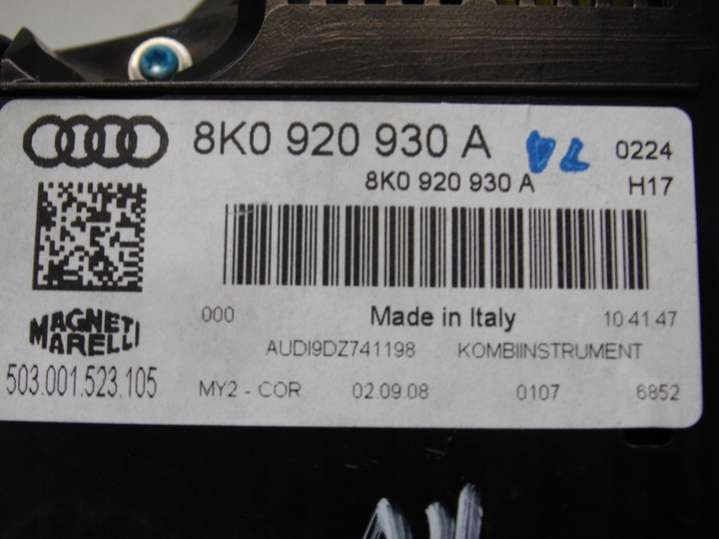 8K0 920 930 A 0224
8K0 920 930 A H17
000 Made in Italy 10 41 47
MAGNETI MARELLI
AUDI9DZ741198 KOMBIINSTRUMENT
503.001.523.105
MY2 - COR 02.09.08 0107 6852